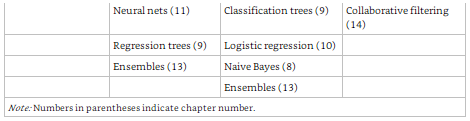 Neural nets (11) Classification trees (9) Collaborative filtering
(14)
Regression trees (9) Logistic regression (10)
Ensembles (13) Naive Bayes (8)
Ensembles (13)
Note: Numbers in parentheses indicate chapter number.